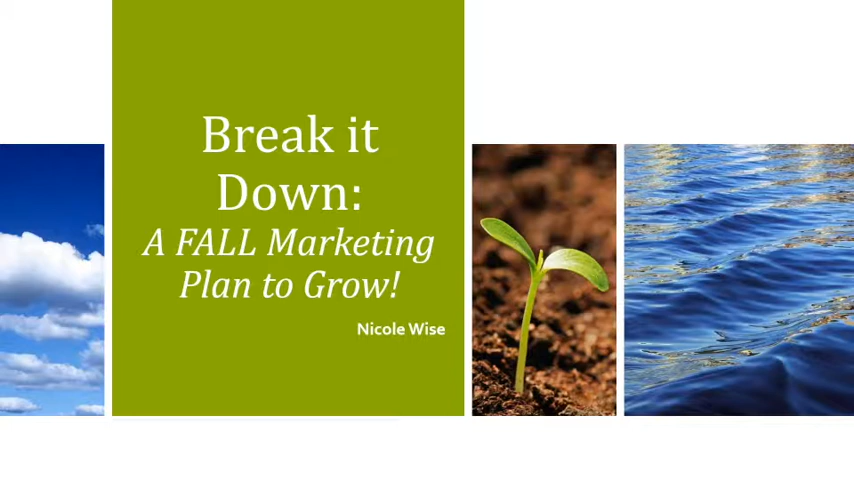 Break it
Down:
A FALL Marketing
Plan to Grow!
Nicole Wise